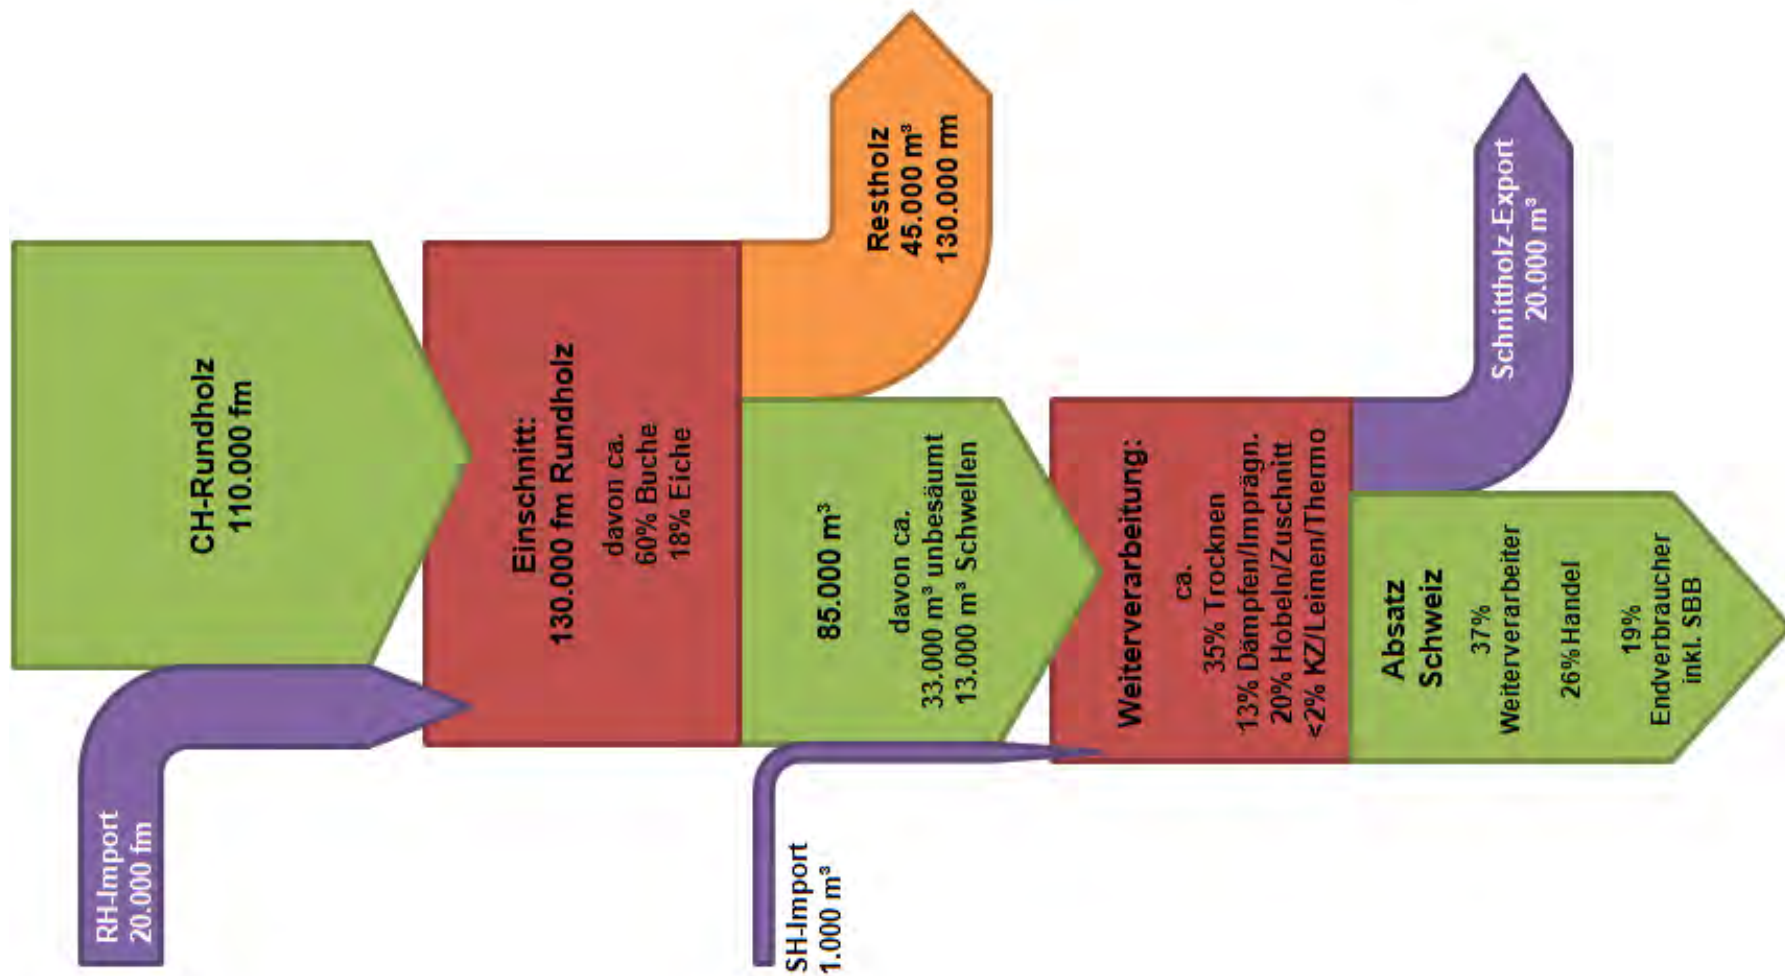 RH-Import
20.000 fm
CH-Rundholz
110.000 fm
Einschnitt:
130.000 fm Rundholz
davon ca.
60% Buche
18% Eiche
Restholz
45.000 m³
130.000 rm
85.000 m³
davon ca.
33.000 m³ unbesäumt
13.000 m³ Schwellen
SH-Import
1.000 m³
Weiterverarbeitung:
ca.
35% Trocknen
13% Dämpfen/Imprägn.
20% Hobeln/Zuschnitt
<2% KZ/Leimen/Thermo
Schnittholz-Export
20.000 m³
Absatz
Schweiz
37%
Weiterverarbeiter
26% Handel
19%
Endverbraucher
inkl. SBB